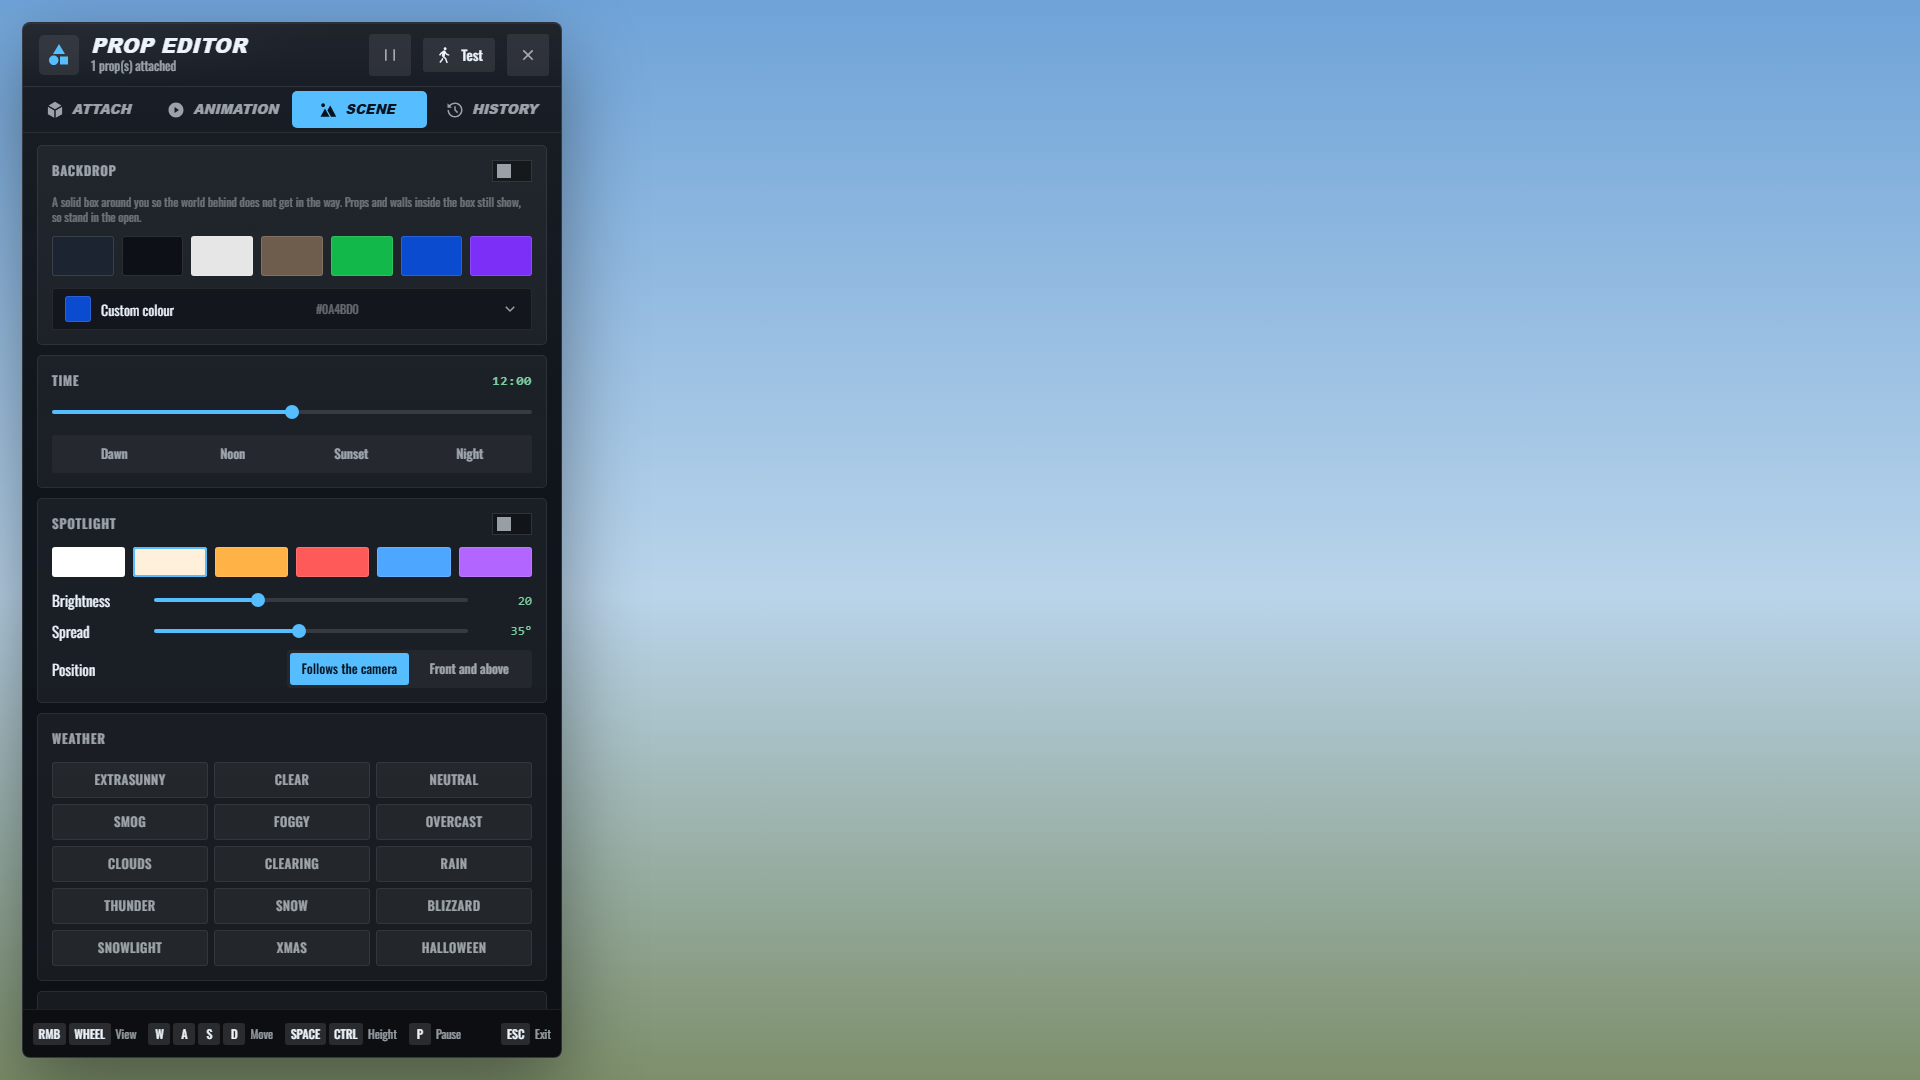 PROP EDITOR
1 prop(s) attached
Test
ATTACH
ANIMATION
SCENE
HISTORY
BACKDROP
A solid box around you so the world behind does not get in the way. Props and walls inside the box still show,
so stand in the open.
Custom colour #0A4BD0
TIME 12:00
Dawn Noon Sunset Night
SPOTLIGHT
Brightness 20
Spread 35°
Position Follows the camera Front and above
WEATHER
EXTRASUNNY CLEAR NEUTRAL
SMOG FOGGY OVERCAST
CLOUDS CLEARING RAIN
THUNDER SNOW BLIZZARD
SNOWLIGHT XMAS HALLOWEEN
RMB WHEEL View W A S D Move SPACE CTRL Height P Pause ESC Exit